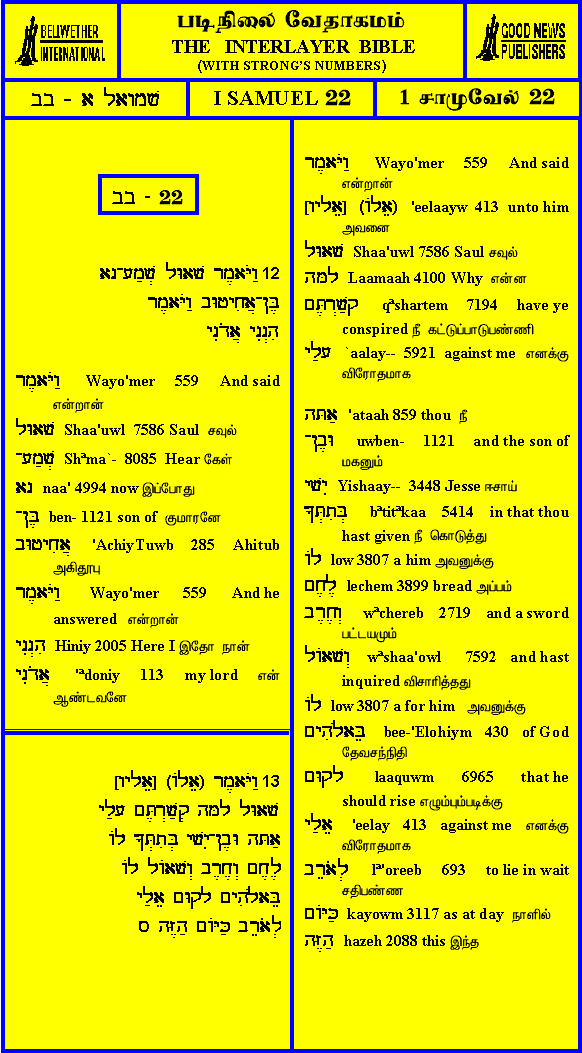 BELLWETHER
INTERNATIONAL
படிநிலை வேதாகமம்
THE INTERLAYER BIBLE
(WITH STRONG'S NUMBERS)
GOOD NEWS
PUBLISHERS
שמואל א - בב
I SAMUEL 22
1 சாமுவேல் 22
בב - 22
12 וַיֹּאמֶר שָׁאוּל שְׁמַע־נָא
בֶּן־אֲחִיטוּב וַיֹּאמֶר
הִנְנִי אֲדֹנִי
וַיֹּאמֶר Wayo'mer 559 And said
என்றான்
שָׁאוּל Shaa'uwl 7586 Saul சவுல்
שְׁמַע־ Shªma`- 8085 Hear கேள்
נָא naa' 4994 now இப்போது
בֶּן־ ben- 1121 son of குமாரனே
אֲחִיטוּב 'AchiyTuwb 285 Ahitub
அகிதூபு
וַיֹּאמֶר Wayo'mer 559 And he
answered என்றான்
הִנְנִי Hiniy 2005 Here I இதோ நான்
אֲדֹנִי 'ªdoniy 113 my lord என்
ஆண்டவனே
13 וַיֹּאמֶר (אֵלוֹ) [אֵלָיו]
שָׁאוּל לָמָּה קְשַׁרְתֶּם עָלַי
אַתָּה וּבֶן־יִשָׁי בְּתִתְּךָ לוֹ
לֶחֶם וְחֶרֶב וְשָׁאוֹל לוֹ
בֵּאלֹהִים לָקוּם אֵלַי
לְאֹרֵב כַּיּוֹם הַזֶּה ס
וַיֹּאמֶר Wayo'mer 559 And said
என்றான்
(אֵלוֹ) [אֵלָיו] 'eelaayw 413 unto him
அவனை
שָׁאוּל Shaa'uwl 7586 Saul சவுல்
לָמָּה Laamaah 4100 Why என்ன
קְשַׁרְתֶּם qªshartem 7194 have ye
conspired நீ கட்டுப்பாடுபண்ணி
עָלַי `aalay-- 5921 against me எனக்கு
விரோதமாக
אַתָּה 'ataah 859 thou நீ
וּבֶן־ uwben- 1121 and the son of
மகனும்
יִשַׁי Yishaay-- 3448 Jesse ஈசாய்
בְּתִתְּךָ bªtitªkaa 5414 in that thou
hast given நீ கொடுத்து
לוֹ low 3807 a him அவனுக்கு
לֶחֶם lechem 3899 bread அப்பம்
וְחֶרֶב wªchereb 2719 and a sword
பட்டயமும்
וְשָׁאוֹל wªshaa'owl 7592 and hast
inquired விசாரித்தது
לוֹ low 3807 a for him அவனுக்கு
בֵּאלֹהִים bee-'Elohiym 430 of God
தேவசந்நிதி
לָקוּם laaquwm 6965 that he
should rise எழும்பும்படிக்கு
אֵלַי 'eelay 413 against me எனக்கு
விரோதமாக
לְאֹרֵב lª'oreeb 693 to lie in wait
சதிபண்ண
כַּיּוֹם kayowm 3117 as at day நாளில்
הַזֶּה hazeh 2088 this இந்த